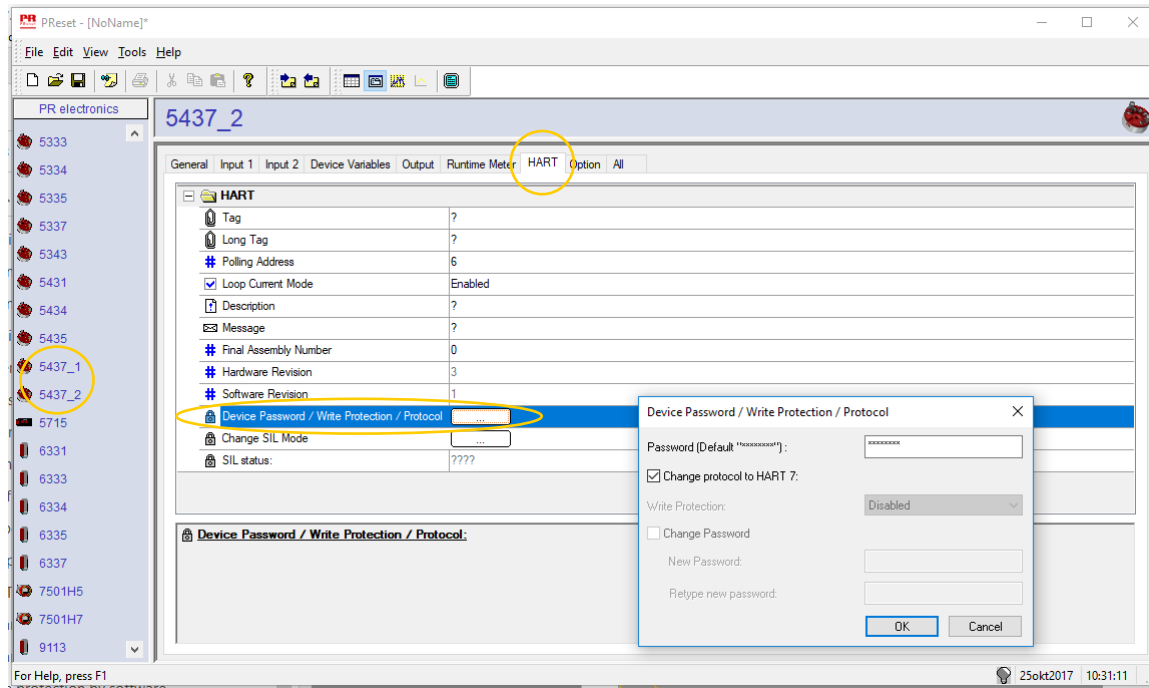 PR PReset - [NoName]*
File Edit View Tools Help
PR electronics
5333
5334
5335
5337
5343
5431
5434
5435
5437_1
5437_2
5715
6331
6333
6334
6335
6337
7501H5
7501H7
9113
5437_2
General Input 1 Input 2 Device Variables Output Runtime Meter HART Option All
HART
Tag ?
Long Tag ?
# Polling Address 6
Loop Current Mode Enabled
Description ?
Message ?
# Final Assembly Number 0
# Hardware Revision 3
# Software Revision 1
Device Password / Write Protection / Protocol ...
Change SIL Mode ...
SIL status: ????
Device Password / Write Protection / Protocol:
Device Password / Write Protection / Protocol
Password (Default "********") : ********
Change protocol to HART 7:
Write Protection: Disabled
Change Password
New Password:
Retype new password:
OK Cancel
For Help, press F1
25okt2017 10:31:11
protection by software